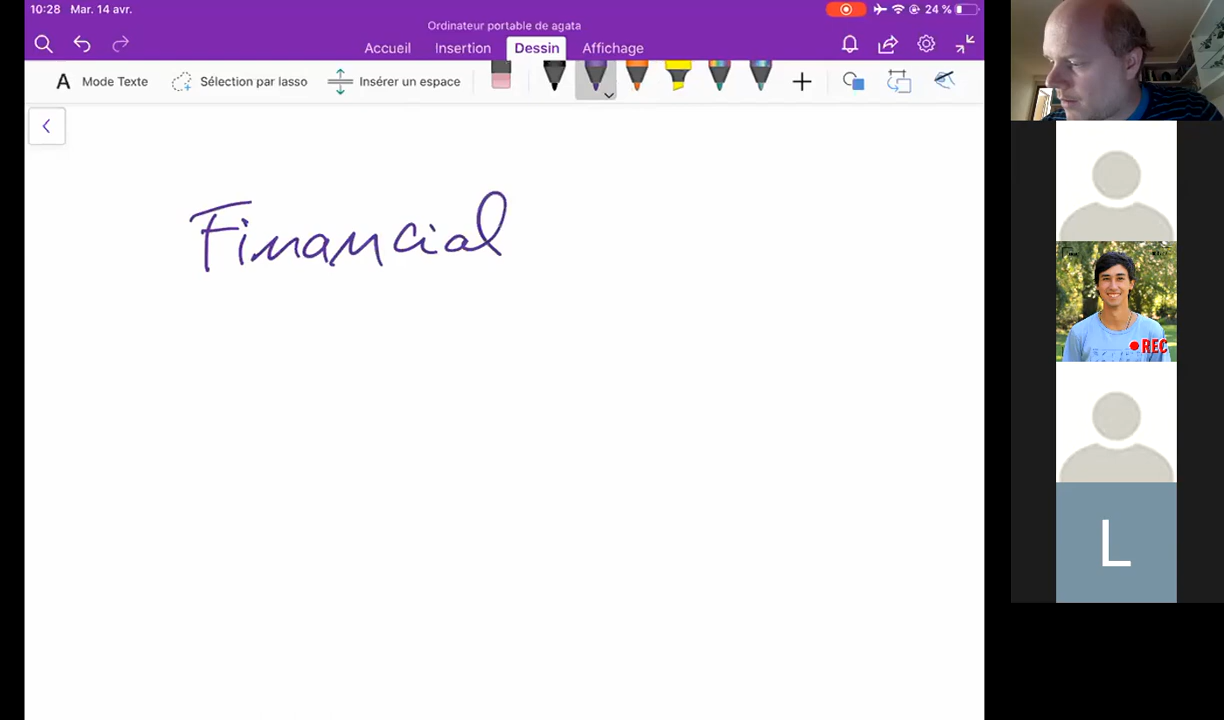 10:28 Mar. 14 avr. 24 %
Ordinateur portable de agata
Accueil Insertion Dessin Affichage
A Mode Texte Sélection par lasso Insérer un espace
Financial
REC
L